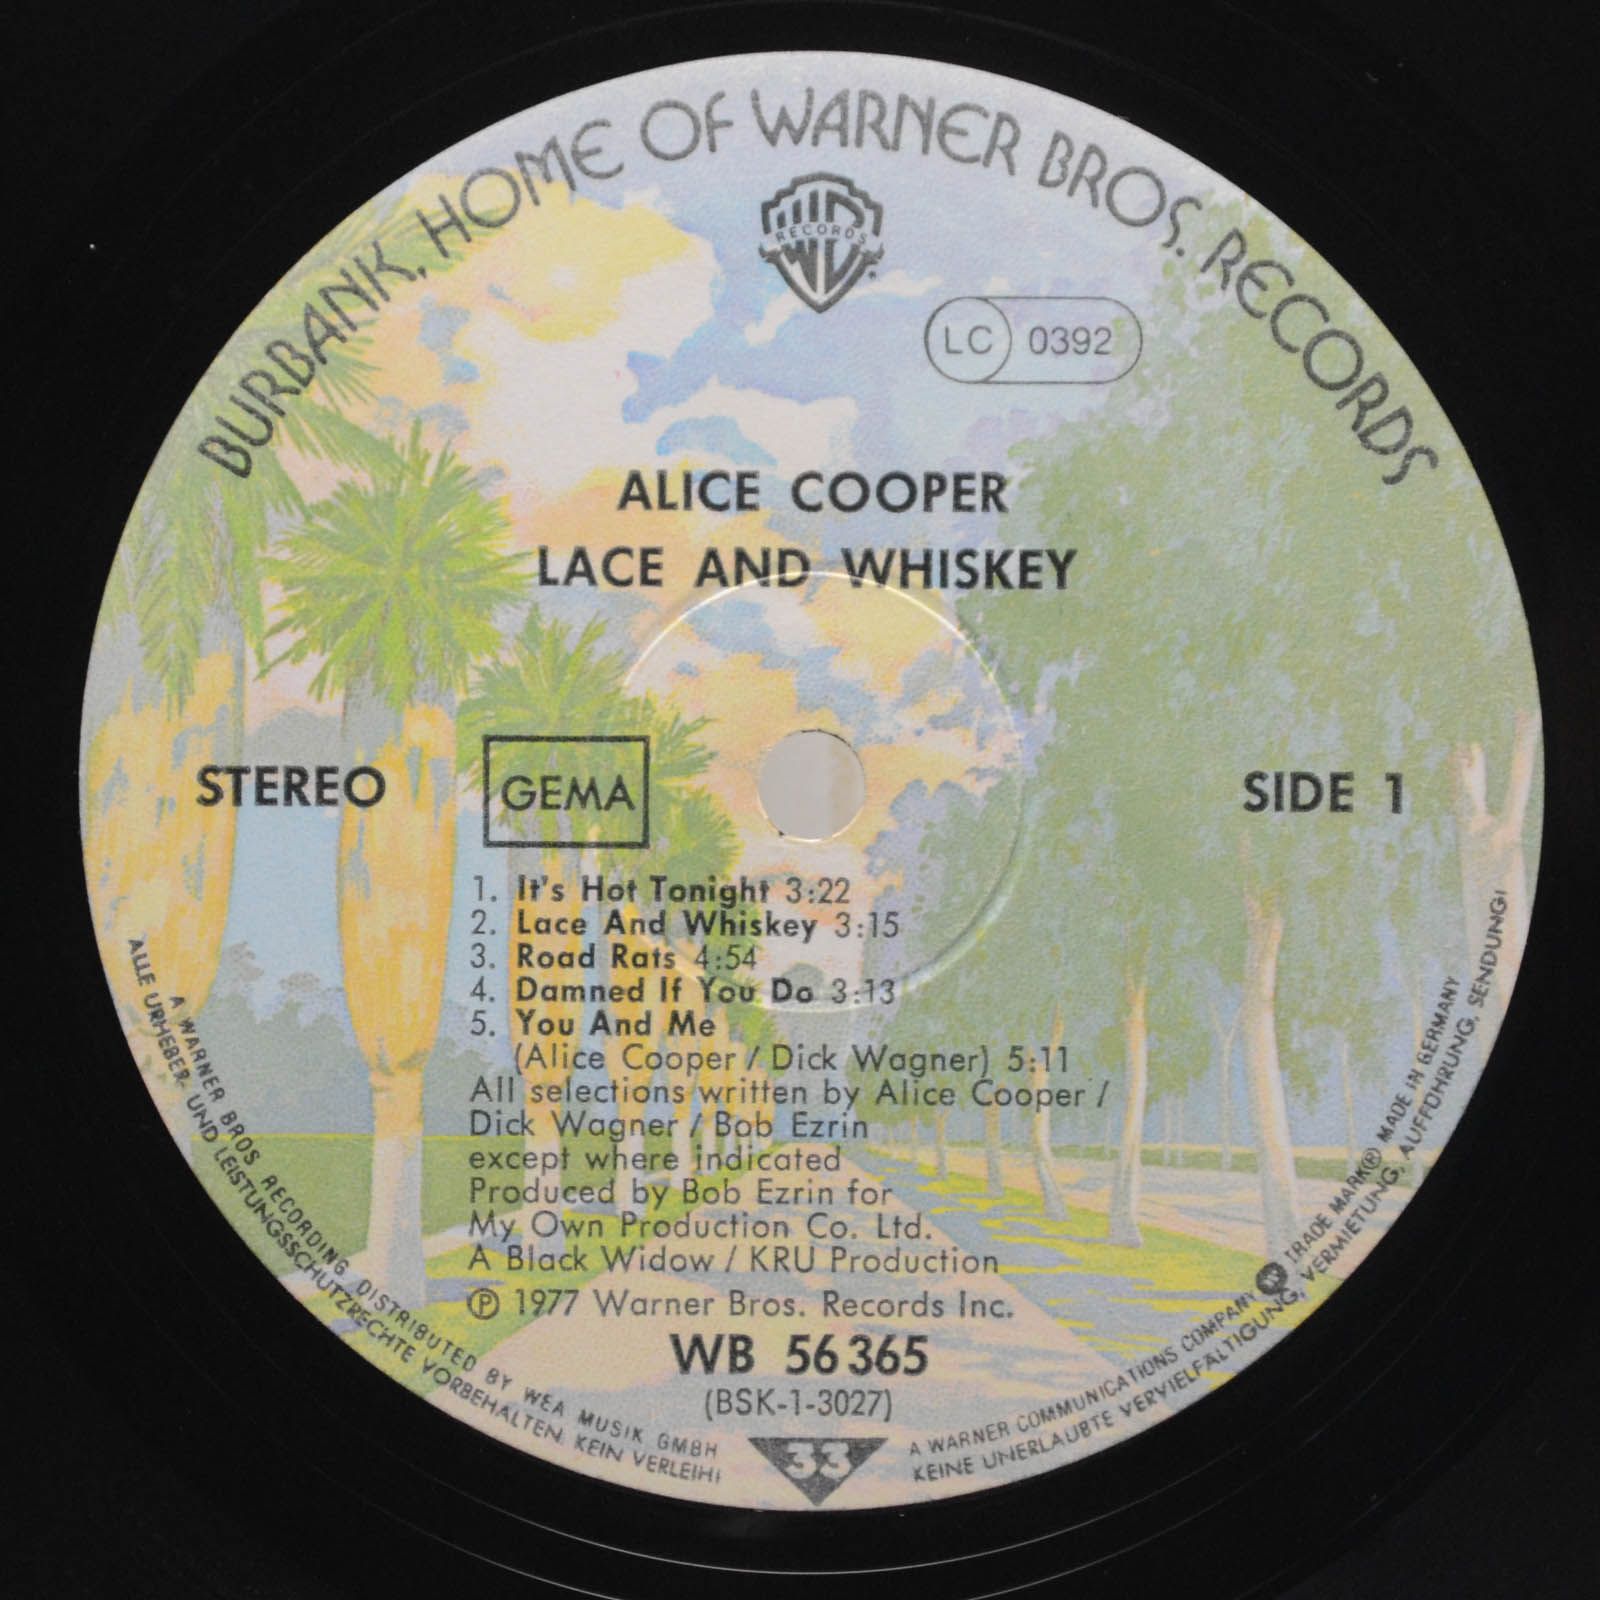 BURBANK, HOME OF WARNER BROS. RECORDS
WB
RECORDS
LC 0392
ALICE COOPER
LACE AND WHISKEY
STEREO
GEMA
SIDE 1
1. It's Hot Tonight 3:22
2. Lace And Whiskey 3:15
3. Road Rats 4:54
4. Damned If You Do 3:13
5. You And Me
(Alice Cooper / Dick Wagner) 5:11
All selections written by Alice Cooper /
Dick Wagner / Bob Ezrin
except where indicated
Produced by Bob Ezrin for
My Own Production Co. Ltd.
A Black Widow / KRU Production
℗ 1977 Warner Bros. Records Inc.
WB 56 365
(BSK-1-3027)
33
A WARNER BROS. RECORDING DISTRIBUTED BY WEA MUSIK GMBH
A WARNER COMMUNICATIONS COMPANY TRADE MARK® MADE IN GERMANY
ALLE URHEBER- UND LEISTUNGSSCHUTZRECHTE VORBEHALTEN. KEIN VERLEIH!
KEINE UNERLAUBTE VERVIELFÄLTIGUNG, VERMIETUNG, AUFFÜHRUNG, SENDUNG!